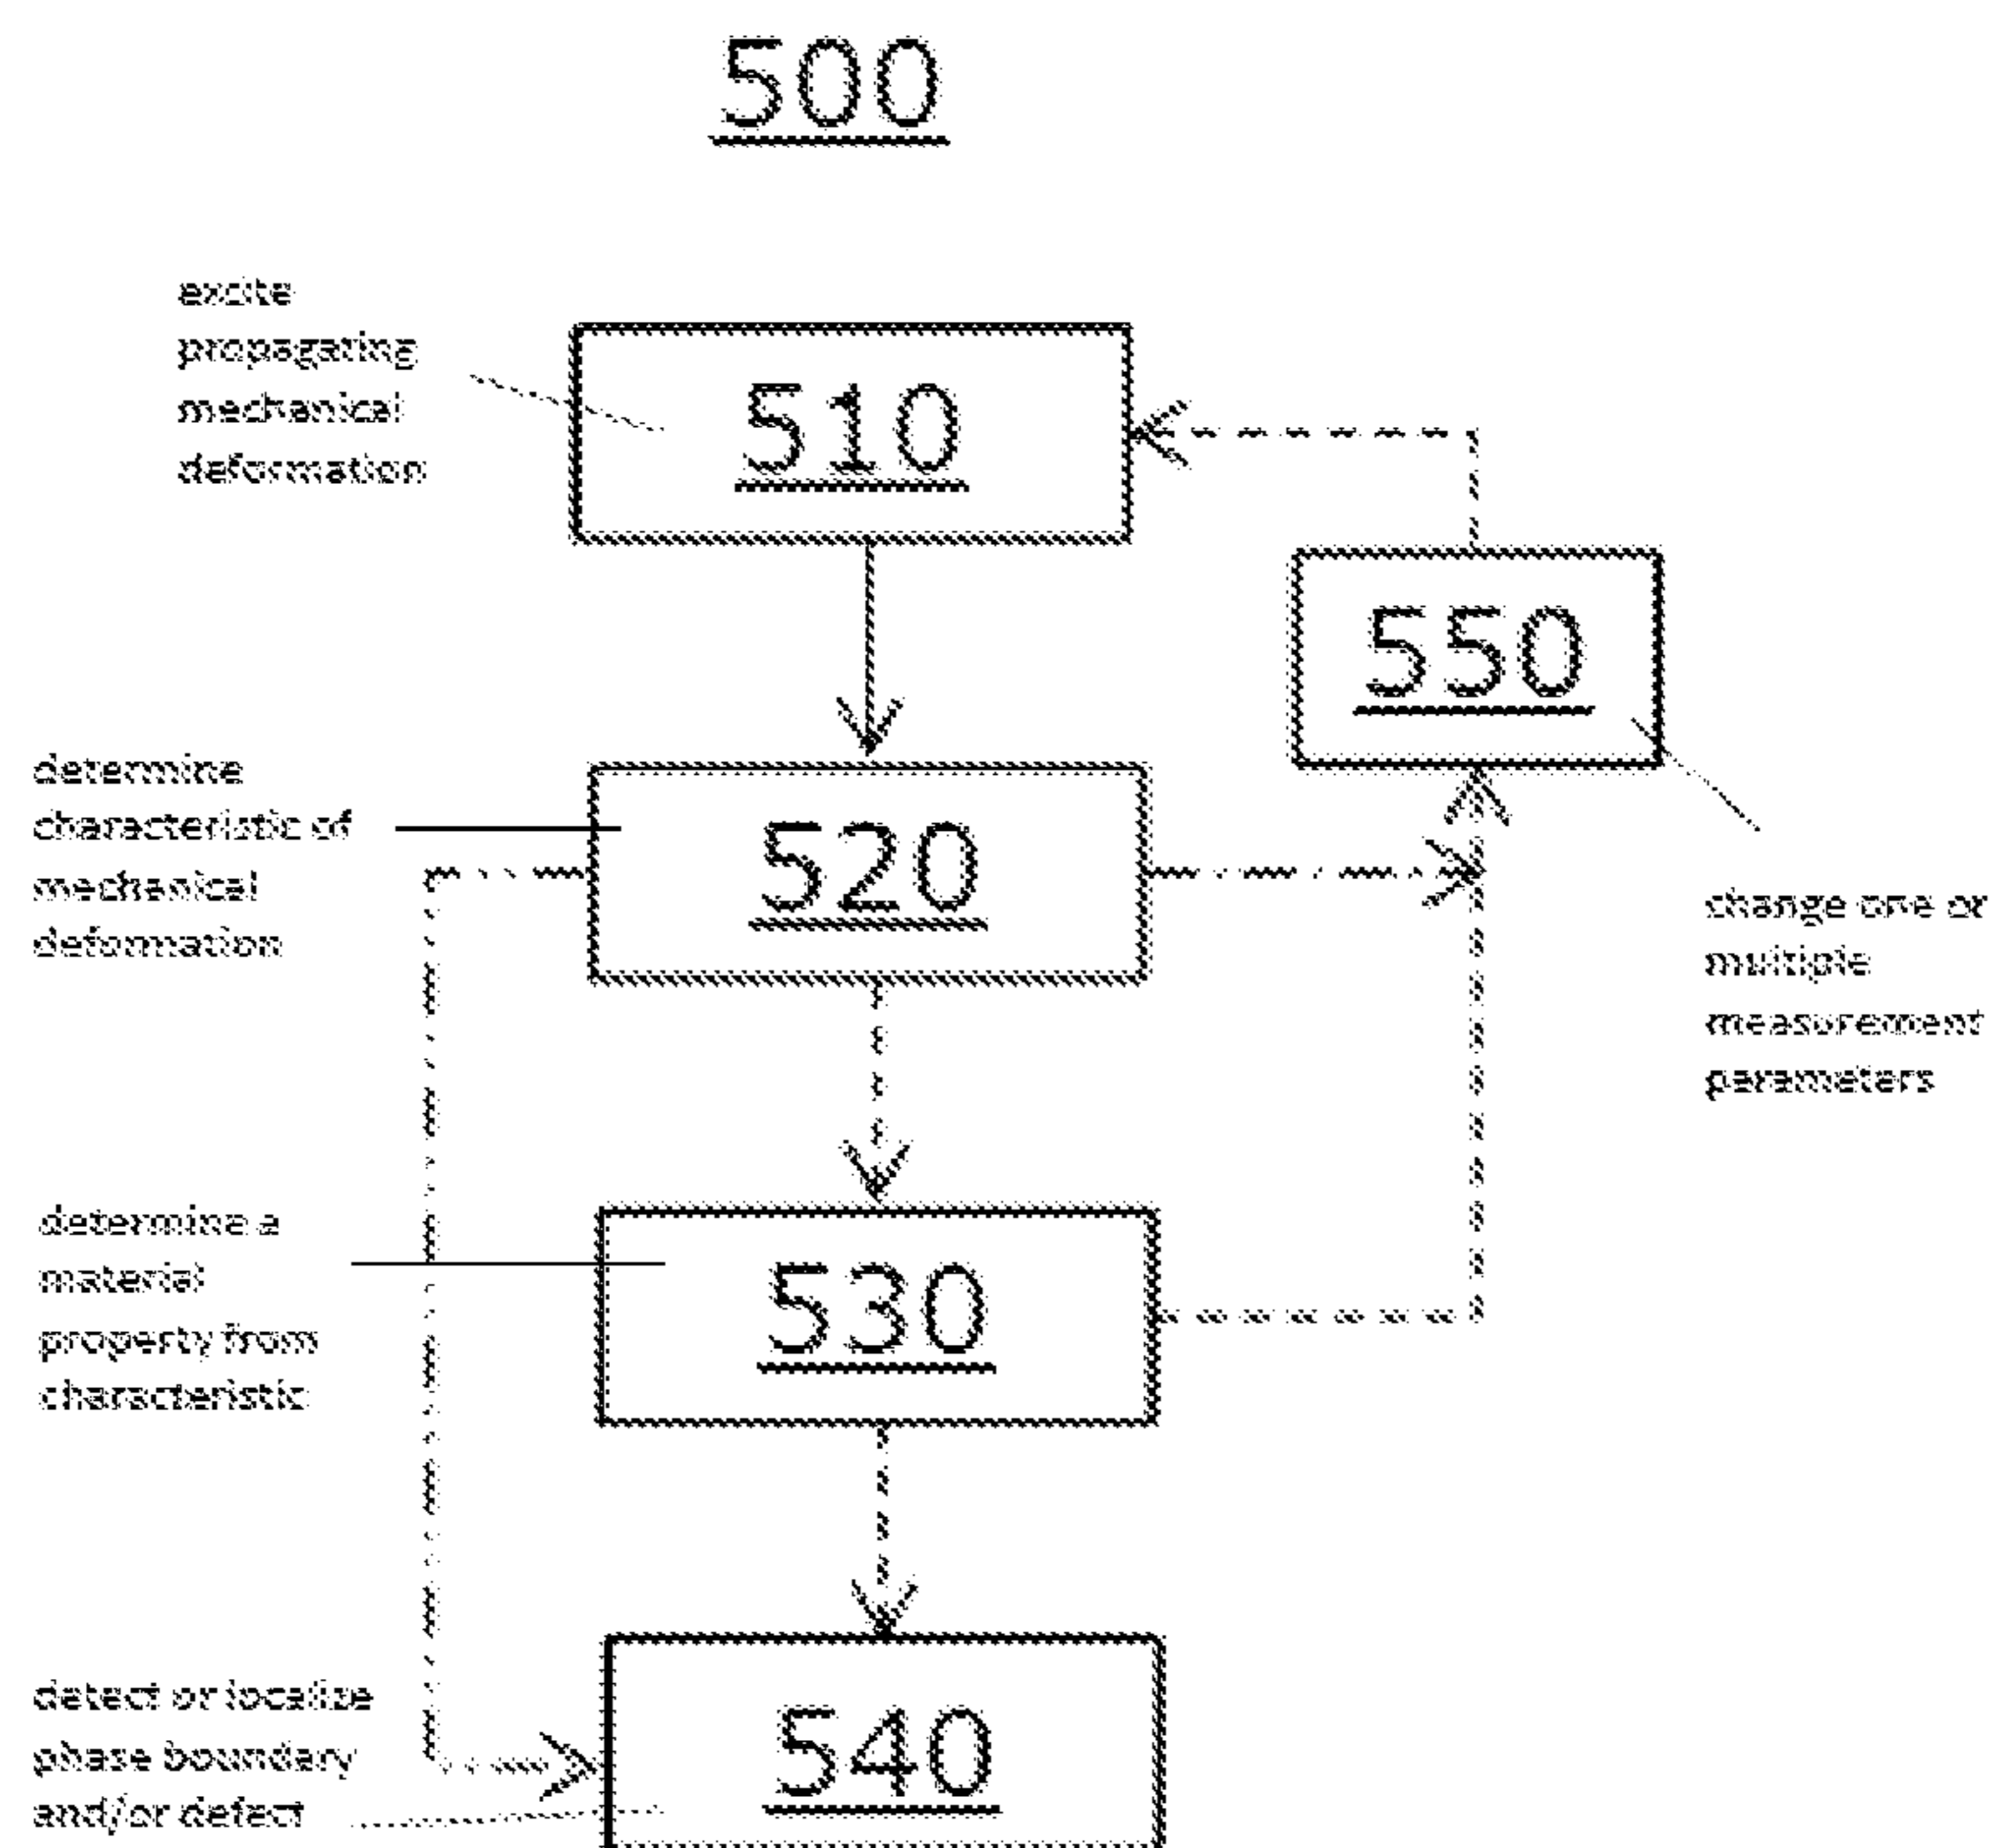 500
excite
propagating
mechanical
deformation
510
550
determine
characteristic of
mechanical
deformation
520
change one or
multiple
measurement
parameters
determine a
material
property from
characteristic
530
detect or localize
phase boundary
and/or defect
540